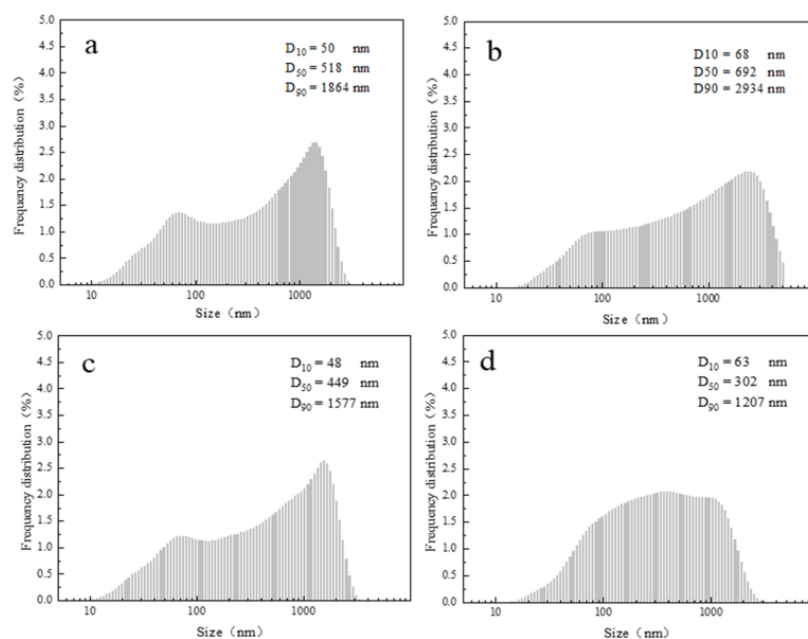 a
D10 = 50 nm
D50 = 518 nm
D90 = 1864 nm
Frequency distribution (%)
5.0
4.5
4.0
3.5
3.0
2.5
2.0
1.5
1.0
0.5
0.0
10
100
1000
Size（nm）
b
D10 = 68 nm
D50 = 692 nm
D90 = 2934 nm
Frequency distribution (%)
5.0
4.5
4.0
3.5
3.0
2.5
2.0
1.5
1.0
0.5
0.0
10
100
1000
Size（nm）
c
D10 = 48 nm
D50 = 449 nm
D90 = 1577 nm
Frequency distribution (%)
5.0
4.5
4.0
3.5
3.0
2.5
2.0
1.5
1.0
0.5
0.0
10
100
1000
Size（nm）
d
D10 = 63 nm
D50 = 302 nm
D90 = 1207 nm
Frequency distribution (%)
5.0
4.5
4.0
3.5
3.0
2.5
2.0
1.5
1.0
0.5
0.0
10
100
1000
Size（nm）